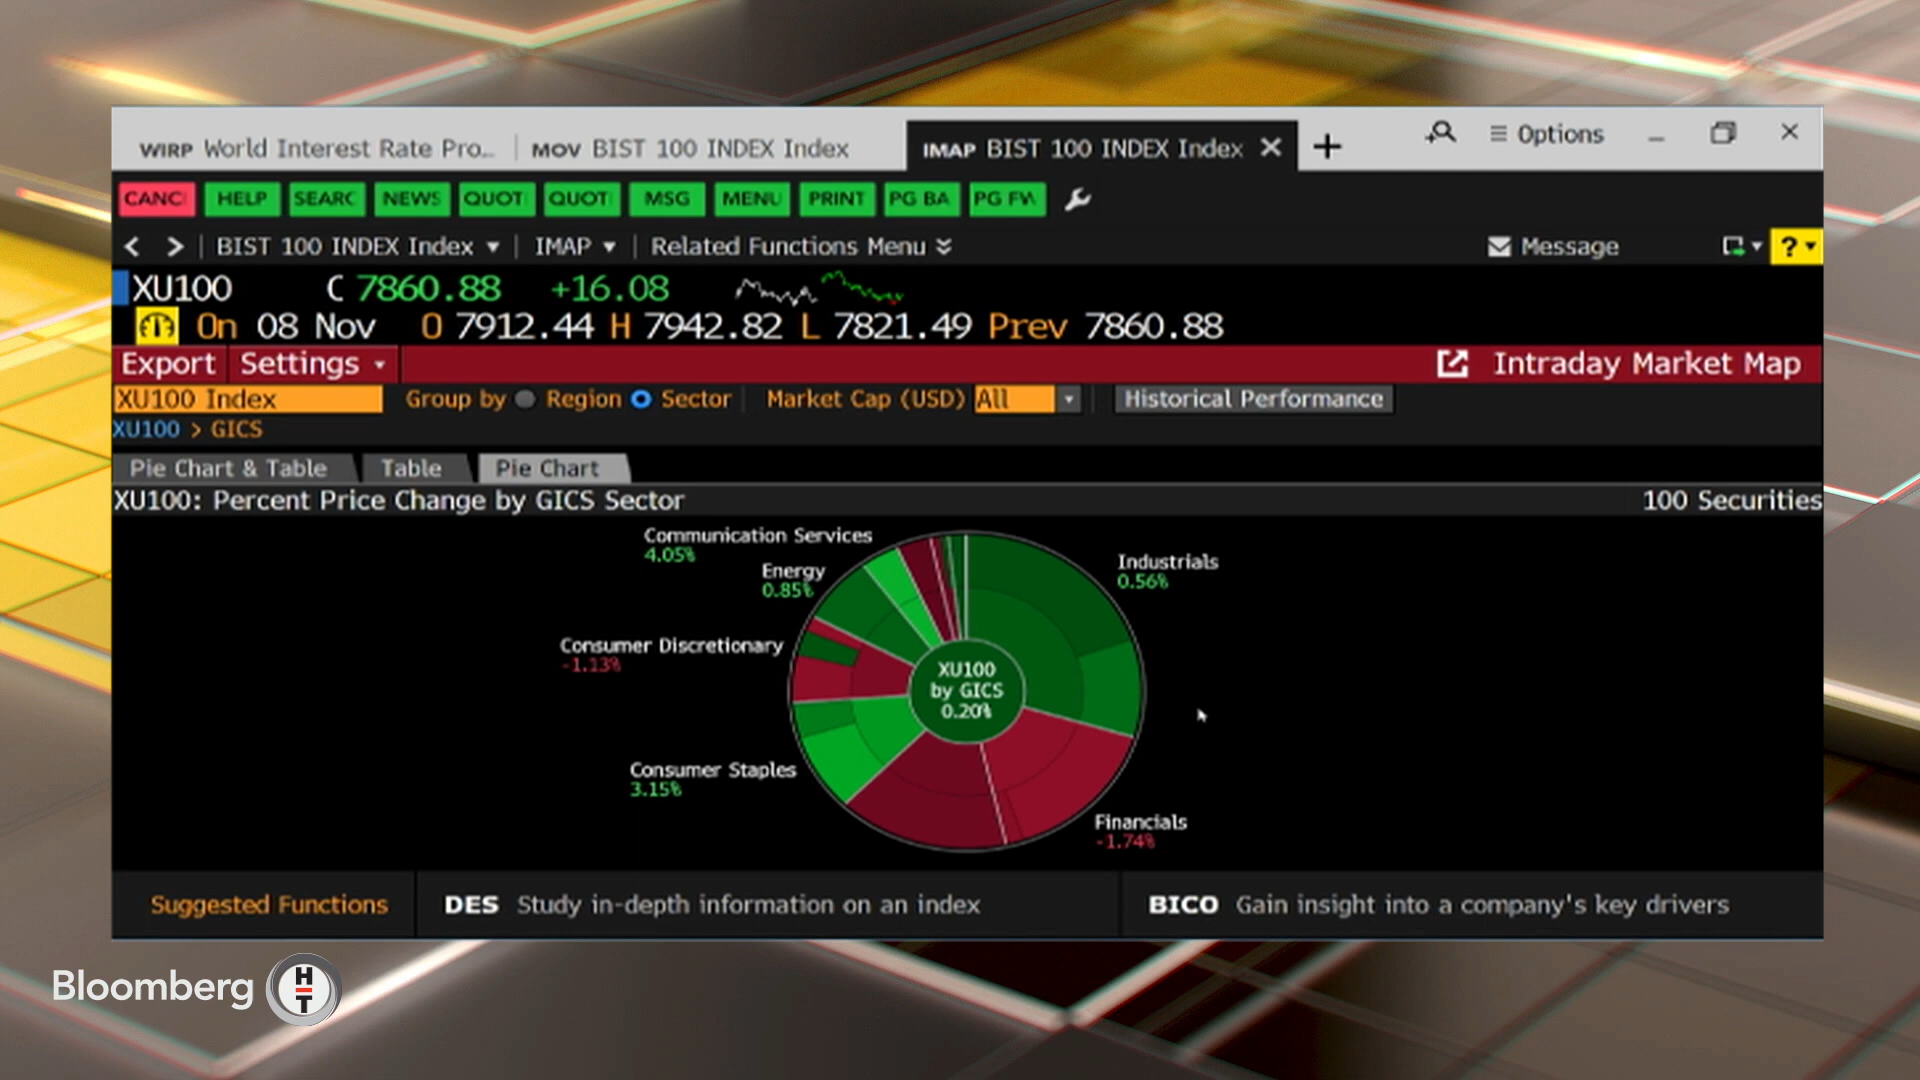 WIRP World Interest Rate Pro... MOV BIST 100 INDEX Index IMAP BIST 100 INDEX Index Options
CANC HELP SEARC NEWS QUOT QUOT MSG MENU PRINT PG BA PG FW
BIST 100 INDEX Index IMAP Related Functions Menu Message ?
XU100 C 7860.88 +16.08
On 08 Nov O 7912.44 H 7942.82 L 7821.49 Prev 7860.88
Export Settings Intraday Market Map
XU100 Index Group by Region Sector Market Cap (USD) All Historical Performance
XU100 > GICS
Pie Chart & Table Table Pie Chart
XU100: Percent Price Change by GICS Sector 100 Securities
Communication Services
4.05%
Energy
0.85%
Industrials
0.56%
Consumer Discretionary
-1.13%
XU100
by GICS
0.20%
Consumer Staples
3.15%
Financials
-1.74%
Suggested Functions DES Study in-depth information on an index BICO Gain insight into a company's key drivers
Bloomberg HT